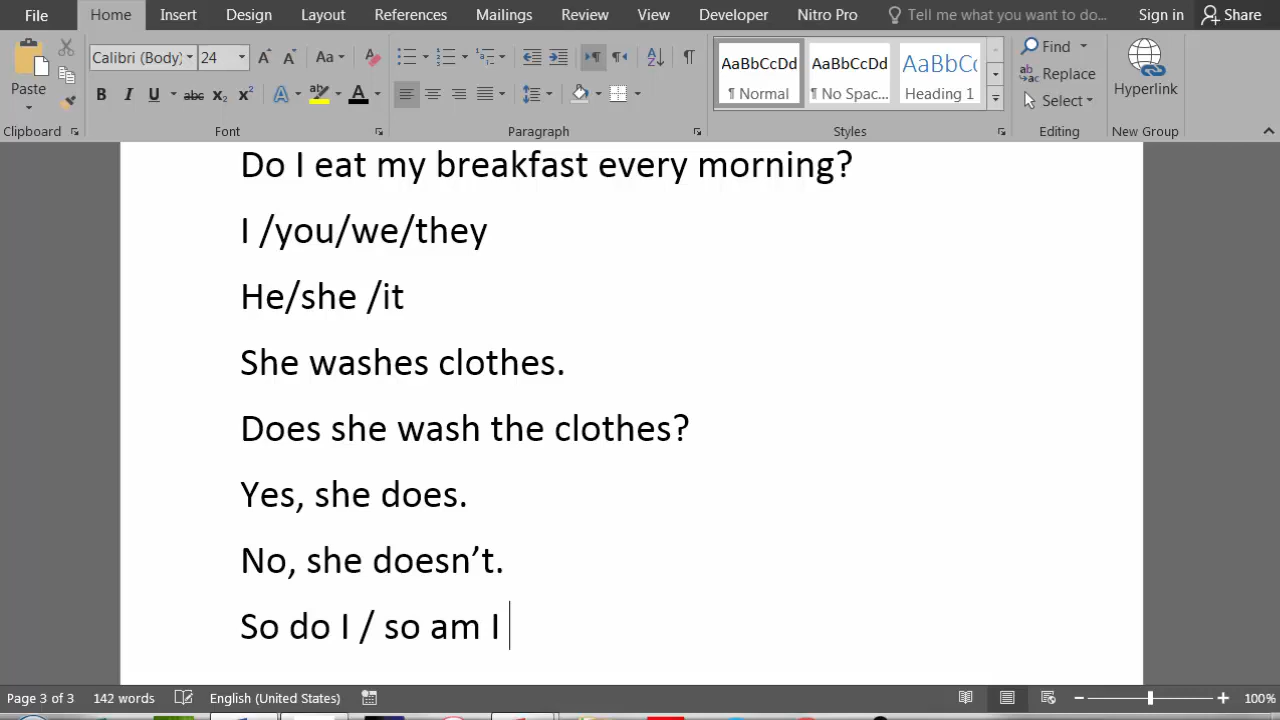 File Home Insert Design Layout References Mailings Review View Developer Nitro Pro Tell me what you want to do... Sign in Share
Calibri (Body) 24 Aa A A
Paste B I U abc X₂ X² A A
AaBbCcDd AaBbCcDd AaBbCc
¶ Normal ¶ No Spac... Heading 1
Find
Replace
Select
Hyperlink
Clipboard Font Paragraph Styles Editing New Group
Do I eat my breakfast every morning?
I /you/we/they
He/she /it
She washes clothes.
Does she wash the clothes?
Yes, she does.
No, she doesn’t.
So do I / so am I
Page 3 of 3 142 words English (United States) 100%